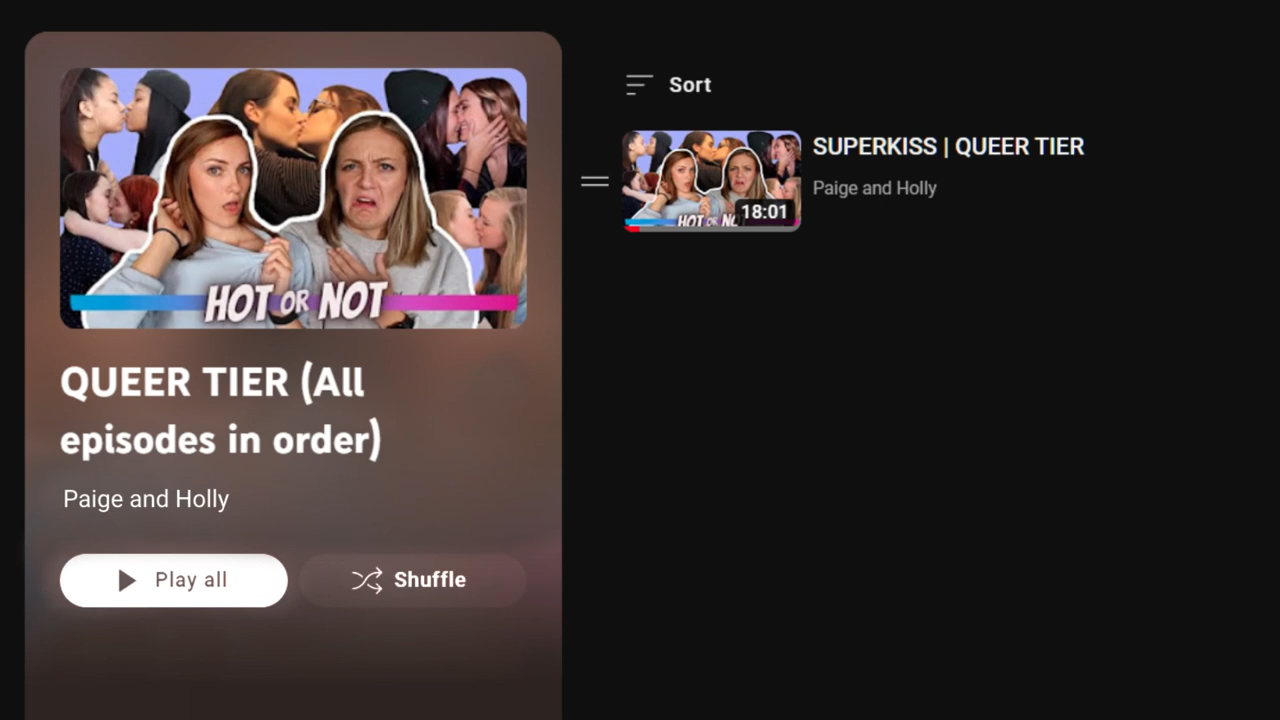 HOT OR NOT
QUEER TIER (All
episodes in order)
Paige and Holly
Play all
Shuffle
Sort
HOT OR NO
18:01
SUPERKISS | QUEER TIER
Paige and Holly